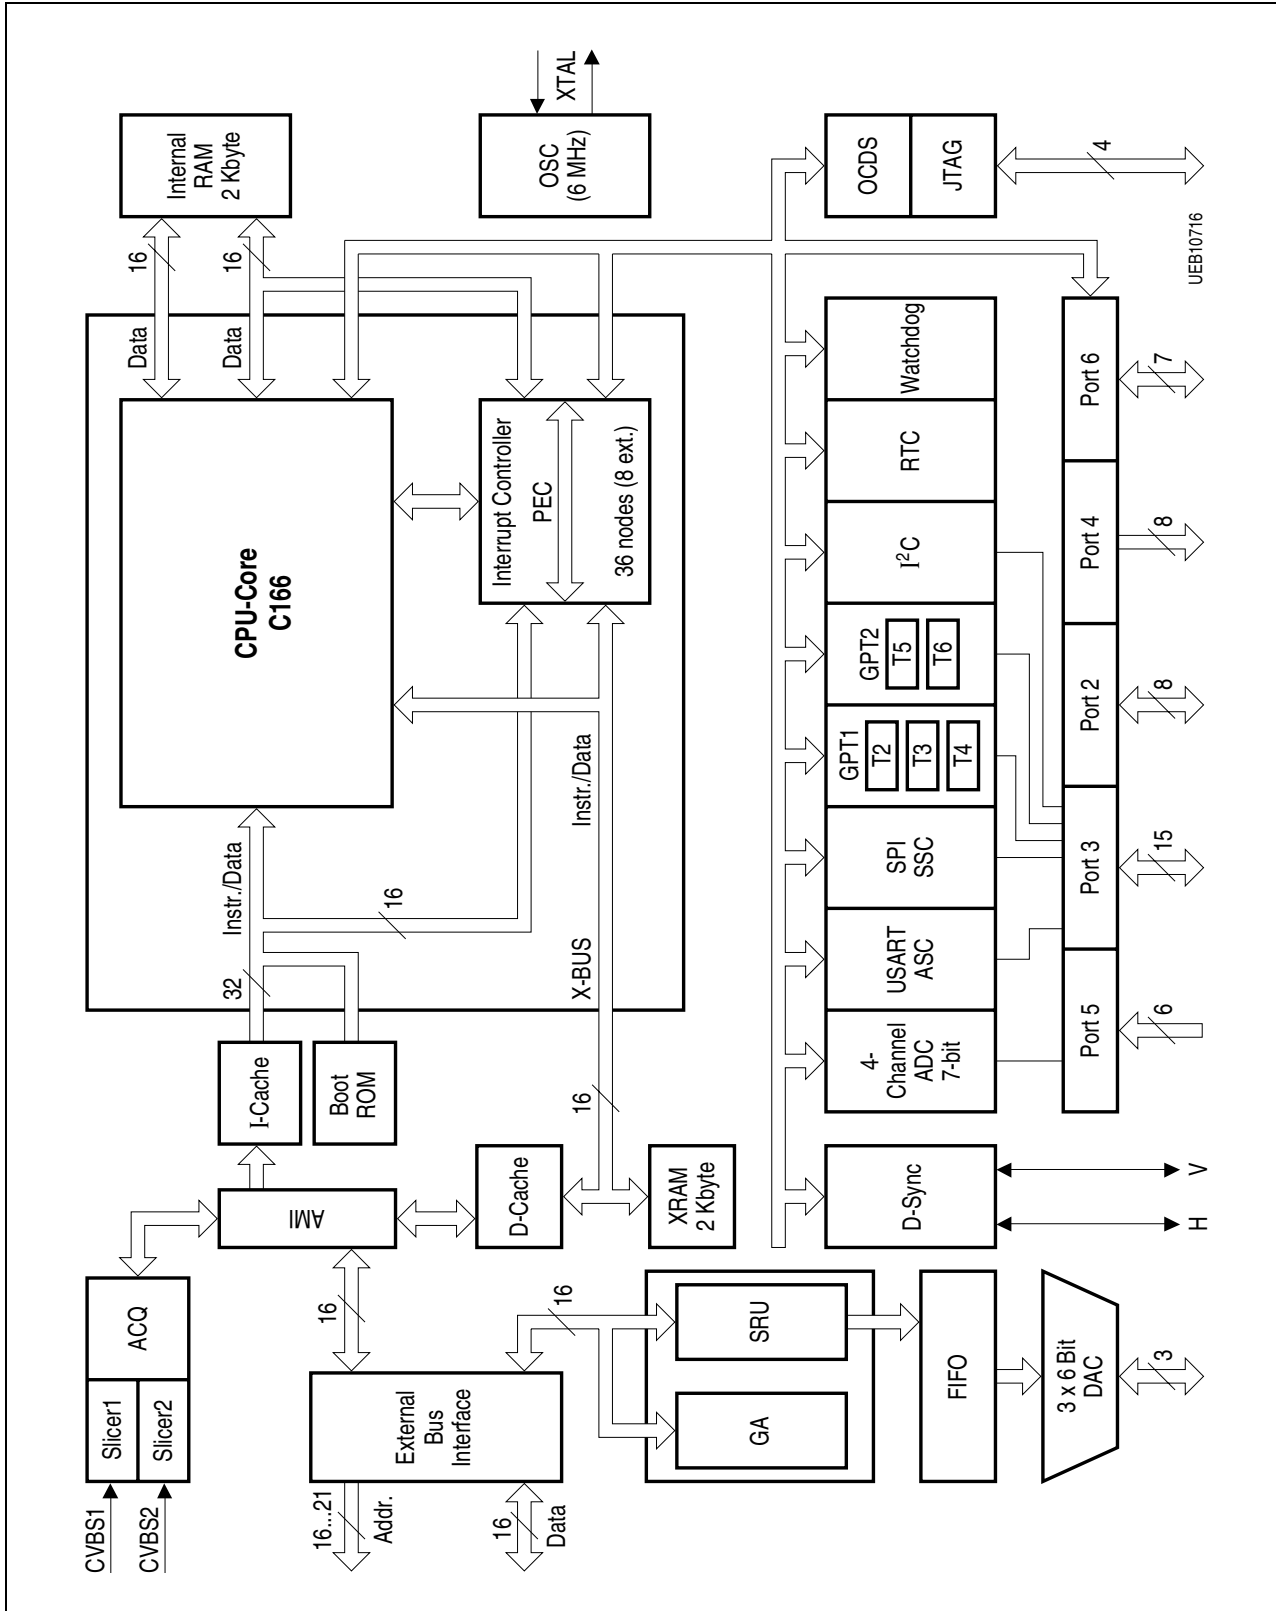 CVBS1
CVBS2
Slicer1
Slicer2
ACQ
16...21
Addr.
16
Data
External
Bus
Interface
16
16
AMI
I-Cache
Boot
ROM
D-Cache
XRAM
2 Kbyte
32
Instr./Data
16
X-BUS
16
Instr./Data
CPU-Core
C166
Interrupt Controller
PEC
36 nodes (8 ext.)
Data
16
Data
16
Internal
RAM
2 Kbyte
OSC
(6 MHz)
XTAL
GA
SRU
FIFO
3 x 6 Bit
DAC
3
D-Sync
H
V
4-
Channel
ADC
7-bit
USART
ASC
SPI
SSC
GPT1
T2
T3
T4
GPT2
T5
T6
I²C
RTC
Watchdog
OCDS
JTAG
4
Port 5
Port 3
Port 2
Port 4
Port 6
6
15
8
8
7
UEB10716